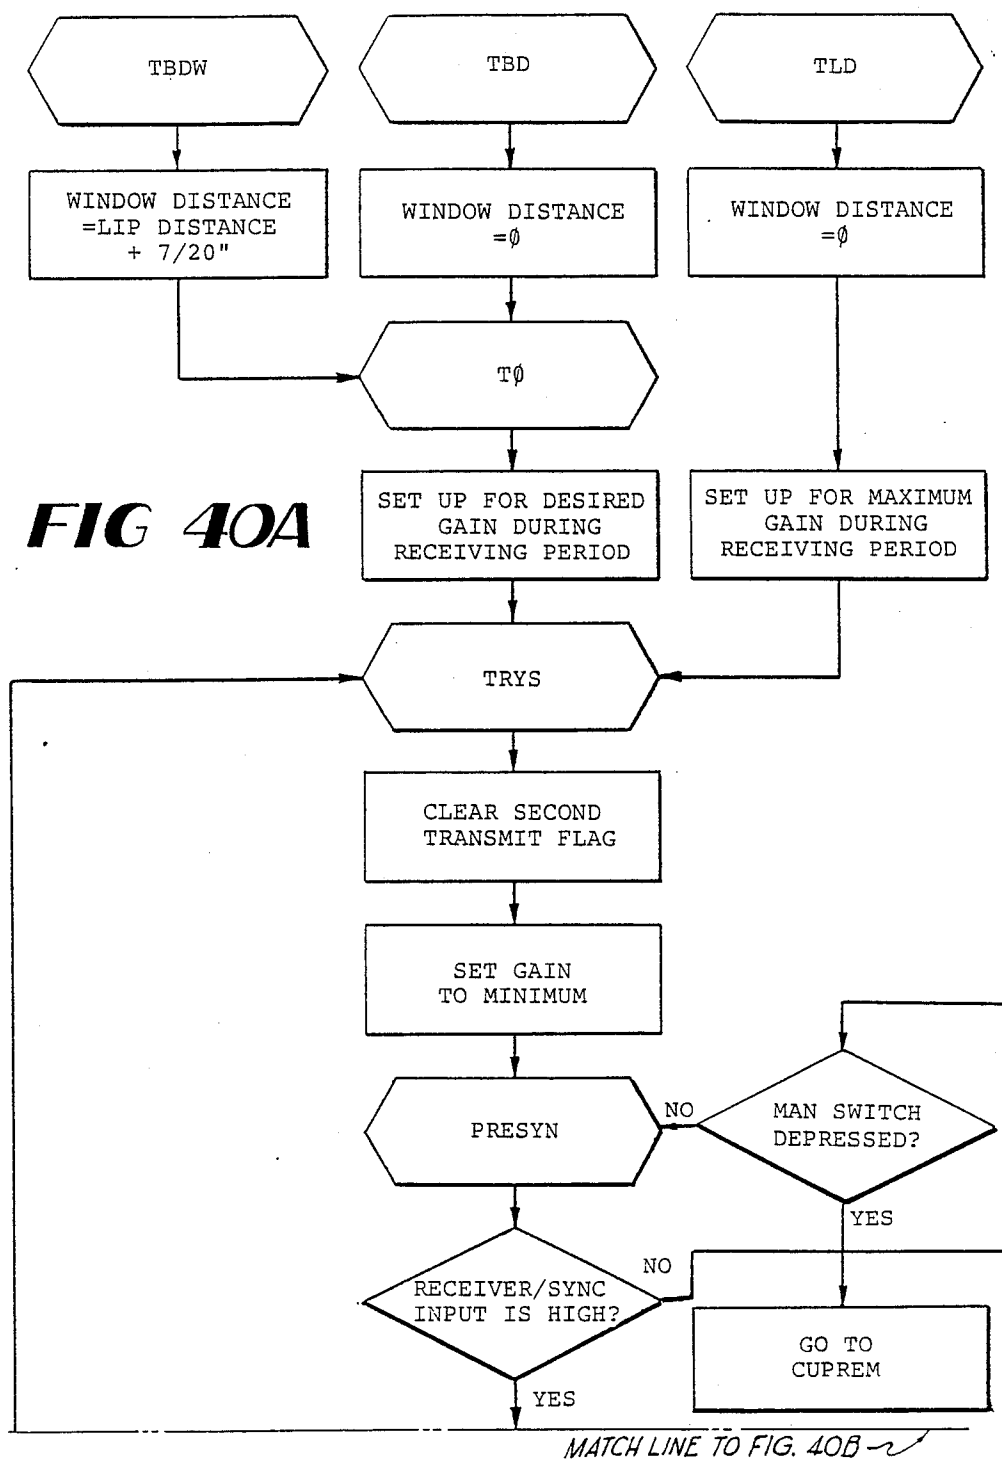 TBDW
TBD
TLD
WINDOW DISTANCE
=LIP DISTANCE
+ 7/20"
WINDOW DISTANCE
=∅
WINDOW DISTANCE
=∅
T∅
FIG 40A
SET UP FOR DESIRED
GAIN DURING
RECEIVING PERIOD
SET UP FOR MAXIMUM
GAIN DURING
RECEIVING PERIOD
TRYS
CLEAR SECOND
TRANSMIT FLAG
SET GAIN
TO MINIMUM
PRESYN
NO
MAN SWITCH
DEPRESSED?
YES
RECEIVER/SYNC
INPUT IS HIGH?
NO
GO TO
CUPREM
YES
MATCH LINE TO FIG. 40B